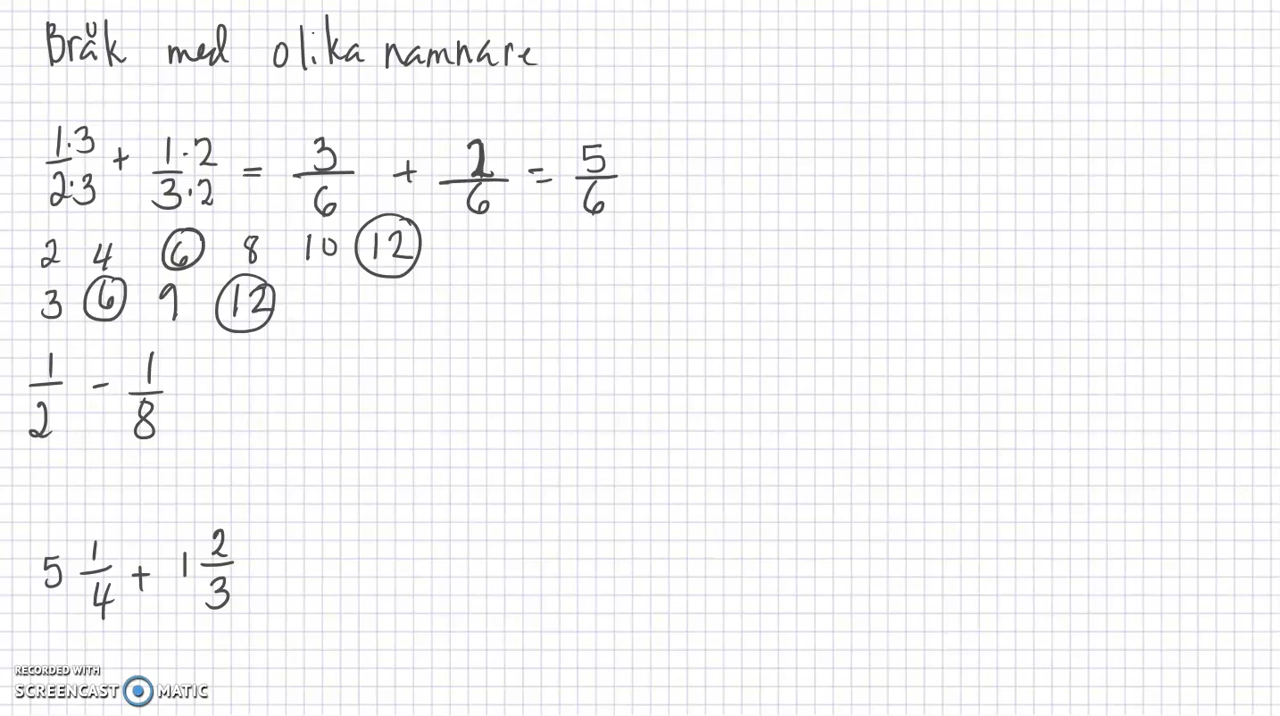 Bråk med olika namnare
1·3/2·3 + 1·2/3·2 = 3/6 + 2/6 = 5/6
2 4 6 8 10 12
3 6 9 12
1/2 - 1/8
5 1/4 + 1 2/3
RECORDED WITH
SCREENCAST MATIC